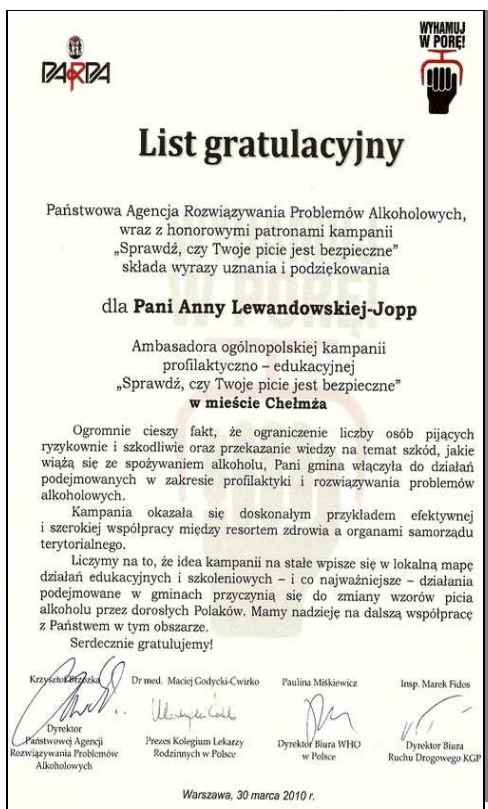 PARPA
WYHAMUJ
W PORĘ!
List gratulacyjny
Państwowa Agencja Rozwiązywania Problemów Alkoholowych,
wraz z honorowymi patronami kampanii
„Sprawdź, czy Twoje picie jest bezpieczne”
składa wyrazy uznania i podziękowania
dla Pani Anny Lewandowskiej-Jopp
Ambasadora ogólnopolskiej kampanii
profilaktyczno – edukacyjnej
„Sprawdź, czy Twoje picie jest bezpieczne”
w mieście Chełmża
Ogromnie cieszy fakt, że ograniczenie liczby osób pijących
ryzykownie i szkodliwie oraz przekazanie wiedzy na temat szkód, jakie
wiążą się ze spożywaniem alkoholu, Pani gmina włączyła do działań
podejmowanych w zakresie profilaktyki i rozwiązywania problemów
alkoholowych.
Kampania okazała się doskonałym przykładem efektywnej
i szerokiej współpracy między resortem zdrowia a organami samorządu
terytorialnego.
Liczymy na to, że idea kampanii na stałe wpisze się w lokalną mapę
działań edukacyjnych i szkoleniowych – i co najważniejsze – działania
podejmowane w gminach przyczynią się do zmiany wzorów picia
alkoholu przez dorosłych Polaków. Mamy nadzieję na dalszą współpracę
z Państwem w tym obszarze.
Serdecznie gratulujemy!
Krzysztof Brzózka
Dyrektor
Państwowej Agencji
Rozwiązywania Problemów
Alkoholowych
Dr med. Maciej Godycki-Ćwirko
Prezes Kolegium Lekarzy
Rodzinnych w Polsce
Paulina Miśkiewicz
Dyrektor Biura WHO
w Polsce
Insp. Marek Fidos
Dyrektor Biura
Ruchu Drogowego KGP
Warszawa, 30 marca 2010 r.